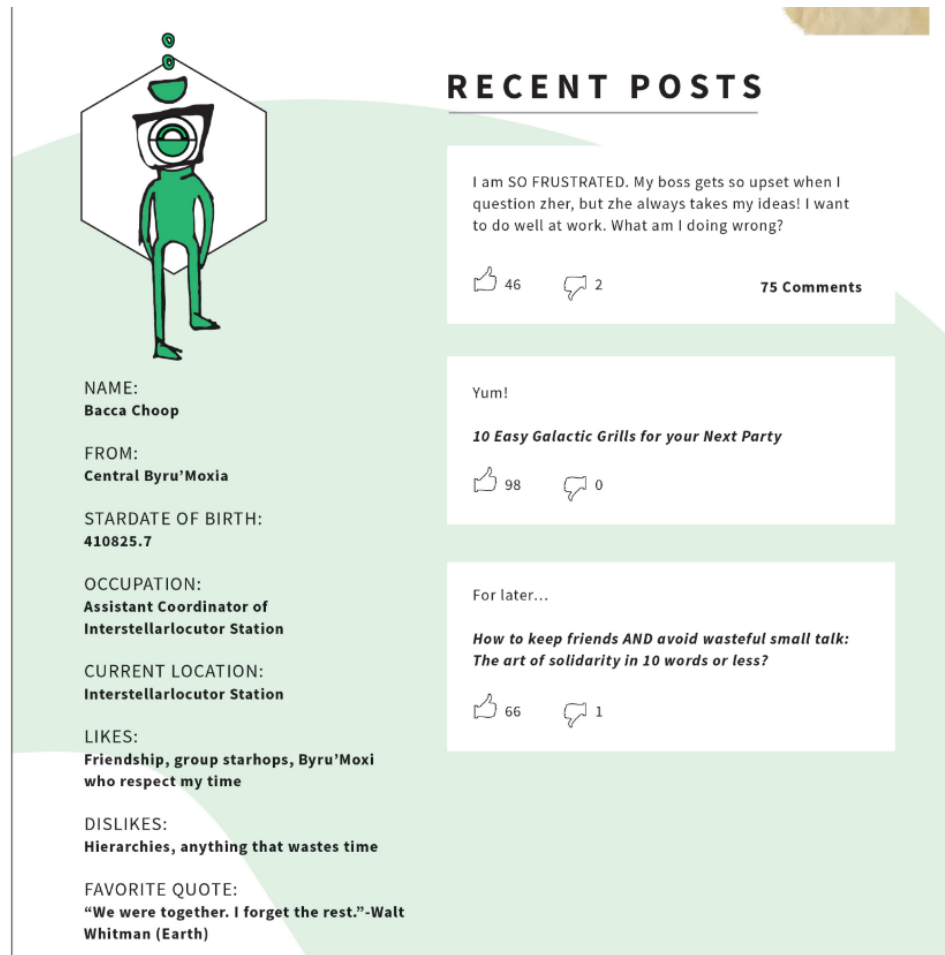 NAME:
Bacca Choop
FROM:
Central Byru’Moxia
STARDATE OF BIRTH:
410825.7
OCCUPATION:
Assistant Coordinator of
Interstellarlocutor Station
CURRENT LOCATION:
Interstellarlocutor Station
LIKES:
Friendship, group starhops, Byru’Moxi
who respect my time
DISLIKES:
Hierarchies, anything that wastes time
FAVORITE QUOTE:
“We were together. I forget the rest.”-Walt
Whitman (Earth)
RECENT POSTS
I am SO FRUSTRATED. My boss gets so upset when I
question zher, but zhe always takes my ideas! I want
to do well at work. What am I doing wrong?
46 2 75 Comments
Yum!
10 Easy Galactic Grills for your Next Party
98 0
For later...
How to keep friends AND avoid wasteful small talk:
The art of solidarity in 10 words or less?
66 1